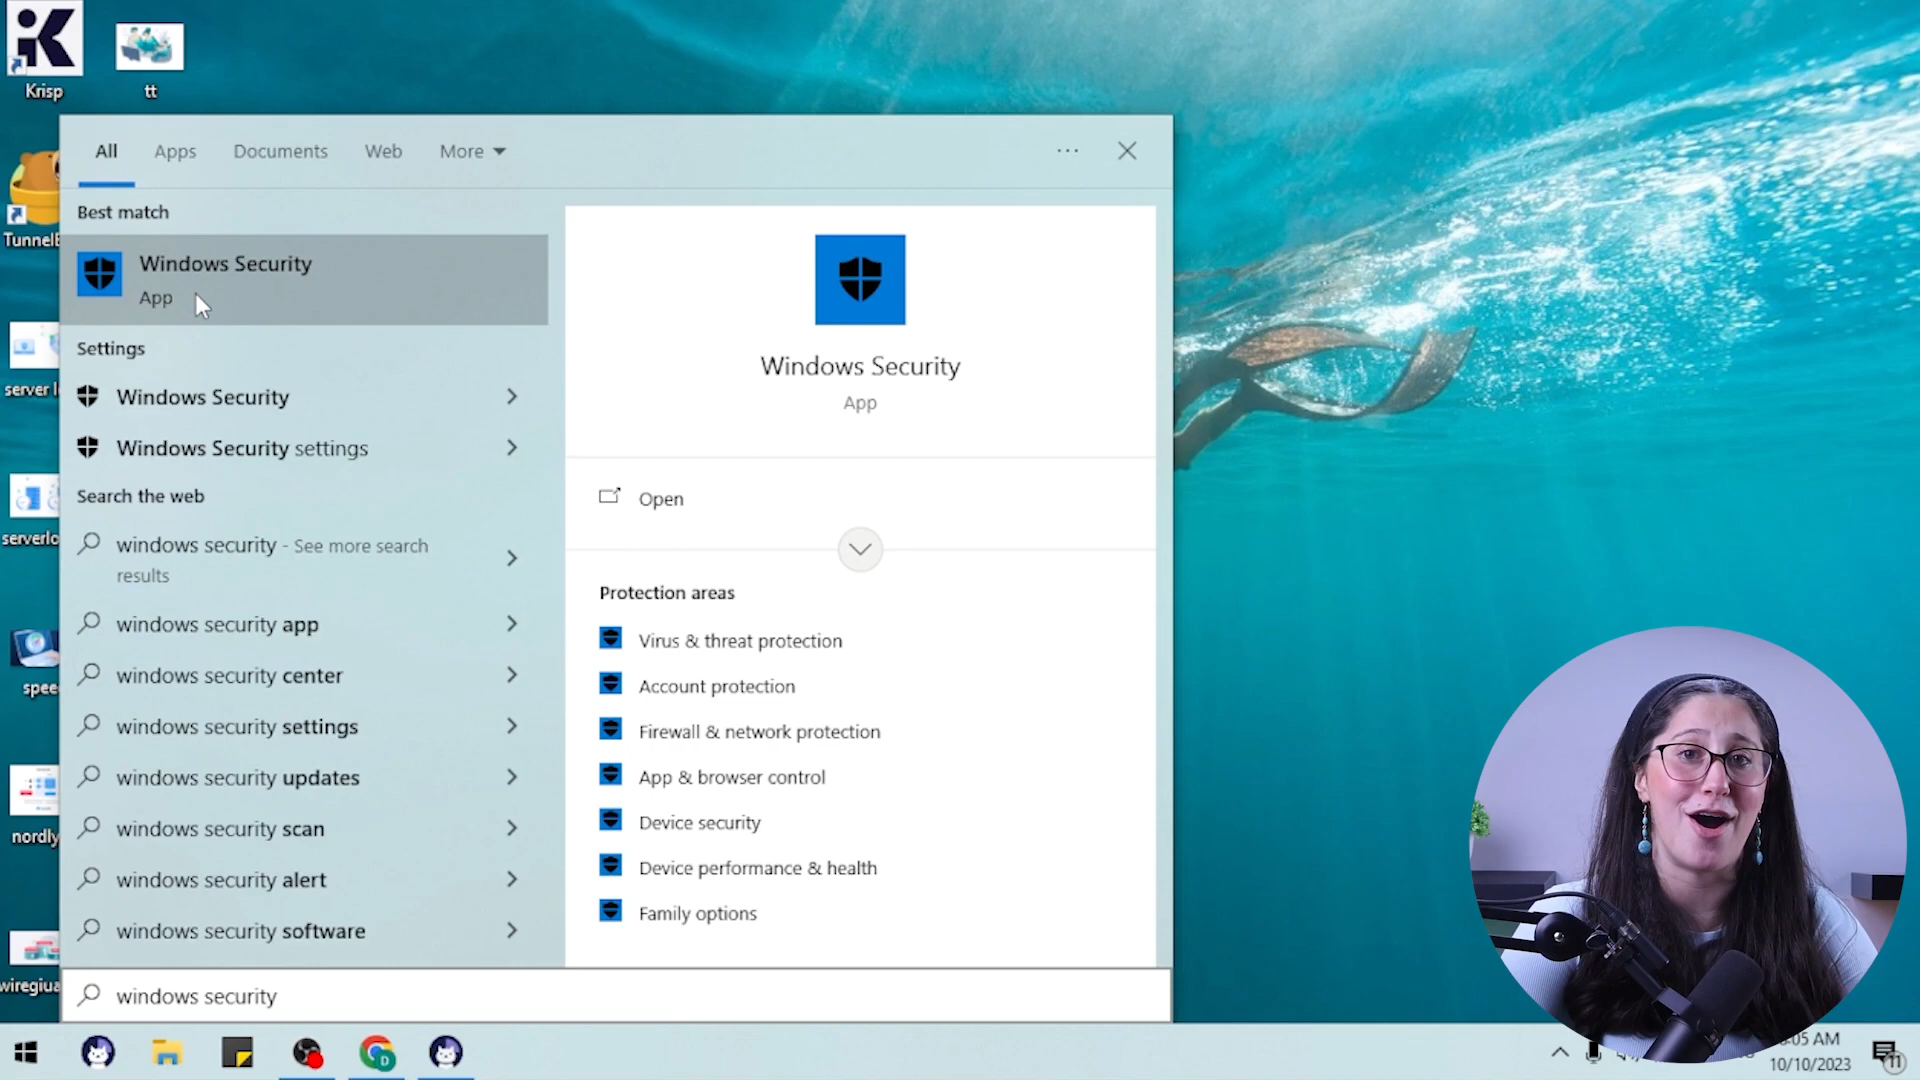 Krisp
tt
All
Apps
Documents
Web
More
Best match
Windows Security
App
Settings
Windows Security
Windows Security settings
Search the web
windows security - See more search
results
windows security app
windows security center
windows security settings
windows security updates
windows security scan
windows security alert
windows security software
windows security
Windows Security
App
Open
Protection areas
Virus & threat protection
Account protection
Firewall & network protection
App & browser control
Device security
Device performance & health
Family options
server
:05 AM
10/10/2023
11
D